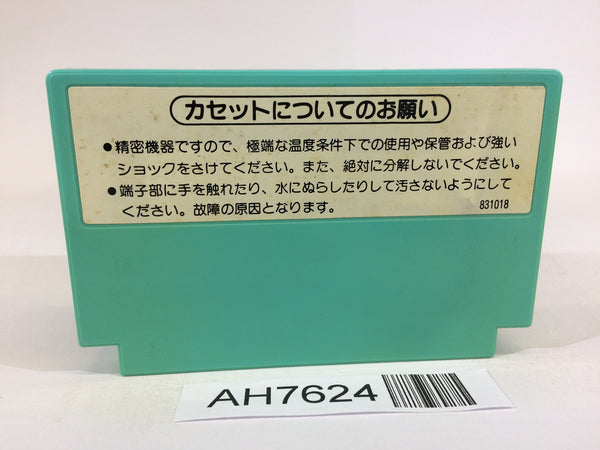 カセットについてのお願い
●精密機器ですので、極端な温度条件下での使用や保管および強い
ショックをさけてください。また、絶対に分解しないでください。
●端子部に手を触れたり、水にぬらしたりして汚さないようにして
ください。故障の原因となります。
831018
AH7624